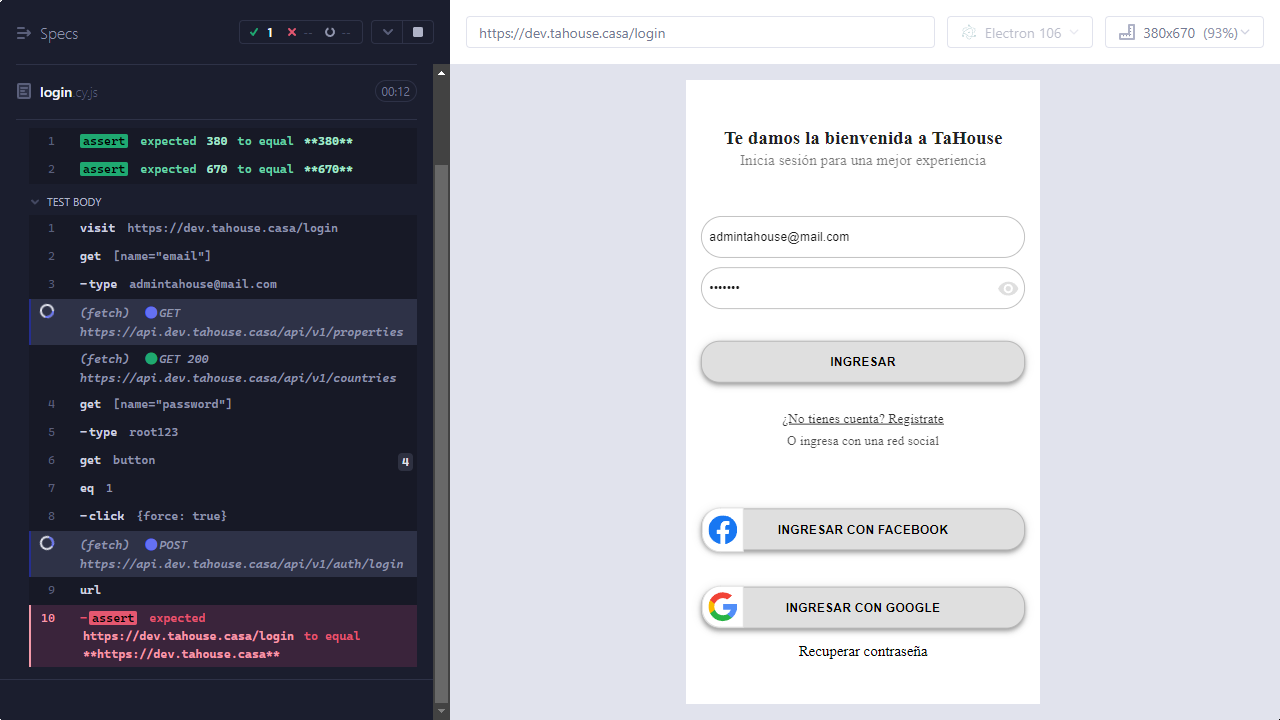 Specs
1
--
--
login.cy.js
00:12
1 assert expected 380 to equal **380**
2 assert expected 670 to equal **670**
TEST BODY
1 visit https://dev.tahouse.casa/login
2 get [name="email"]
3 -type admintahouse@mail.com
(fetch) GET
https://api.dev.tahouse.casa/api/v1/properties
(fetch) GET 200
https://api.dev.tahouse.casa/api/v1/countries
4 get [name="password"]
5 -type root123
6 get button 4
7 eq 1
8 -click {force: true}
(fetch) POST
https://api.dev.tahouse.casa/api/v1/auth/login
9 url
10 -assert expected
https://dev.tahouse.casa/login to equal
**https://dev.tahouse.casa**
https://dev.tahouse.casa/login
Electron 106
380x670 (93%)
Te damos la bienvenida a TaHouse
Inicia sesión para una mejor experiencia
admintahouse@mail.com
•••••••
INGRESAR
¿No tienes cuenta? Registrate
O ingresa con una red social
INGRESAR CON FACEBOOK
INGRESAR CON GOOGLE
Recuperar contraseña